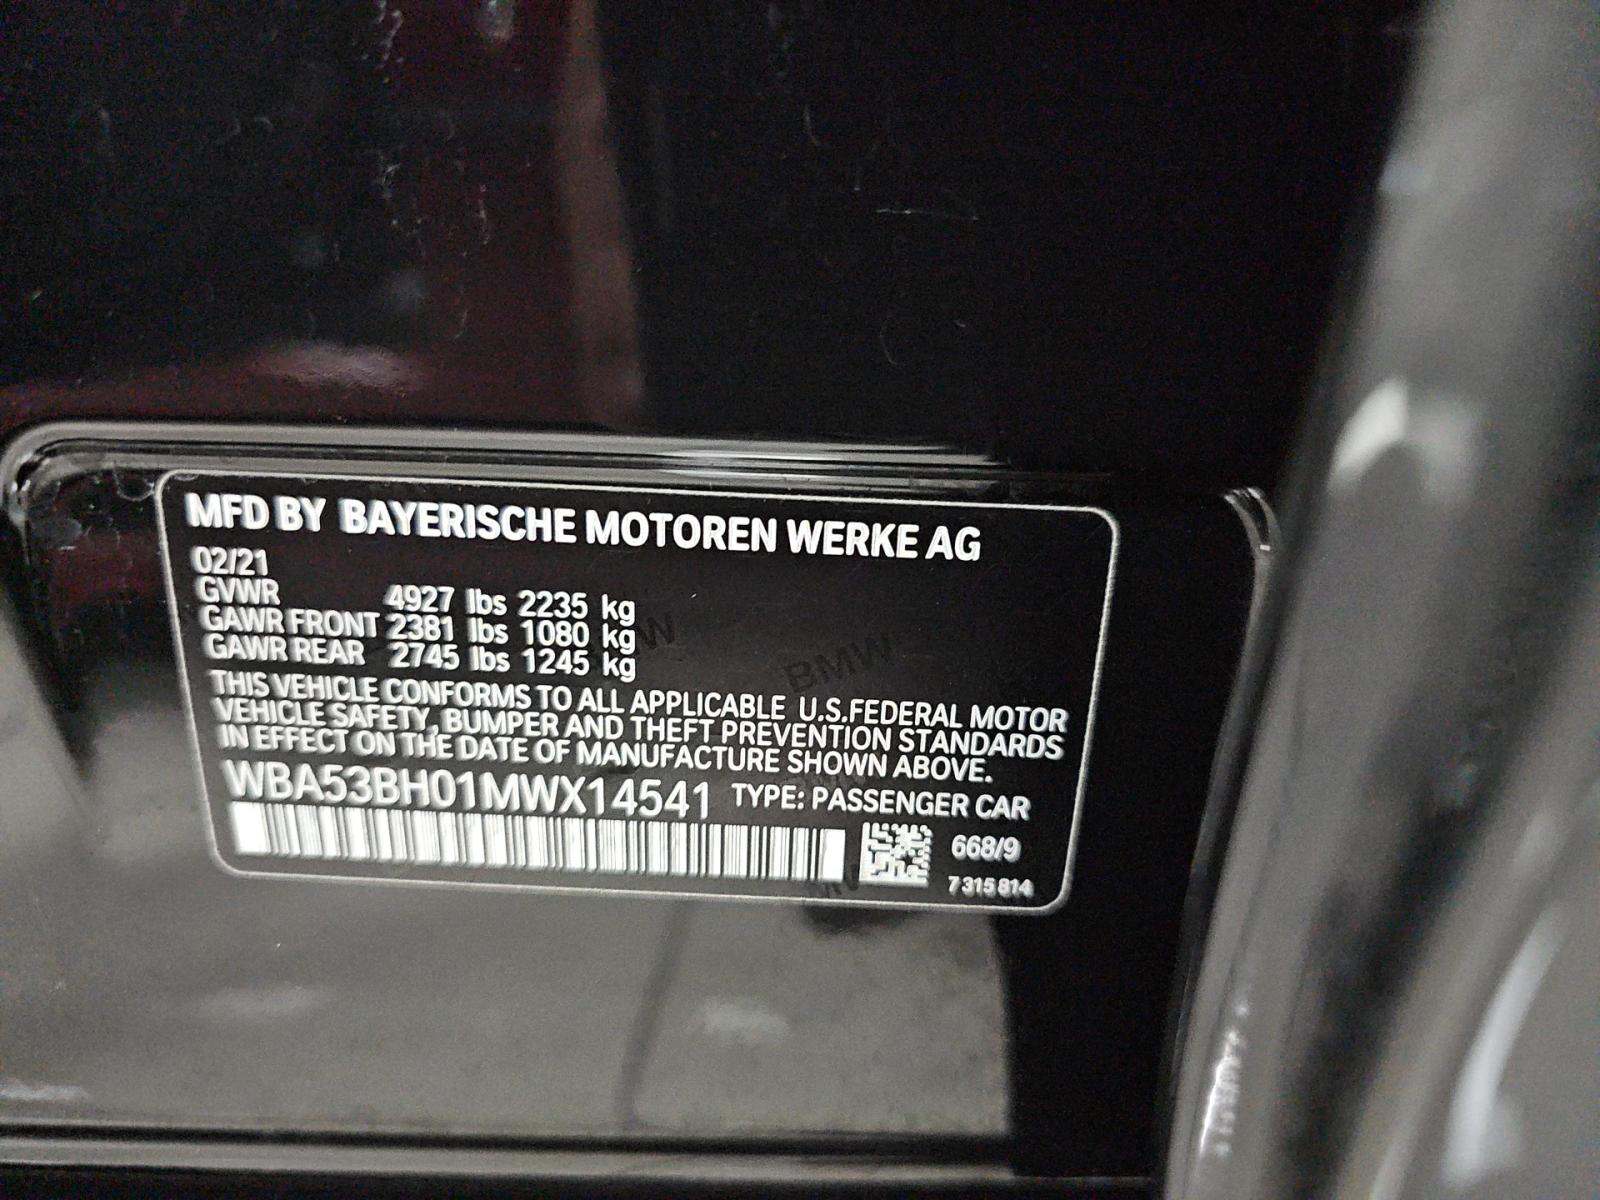 MFD BY BAYERISCHE MOTOREN WERKE AG
02/21
GVWR 4927 lbs 2235 kg
GAWR FRONT 2381 lbs 1080 kg
GAWR REAR 2745 lbs 1245 kg
THIS VEHICLE CONFORMS TO ALL APPLICABLE U.S.FEDERAL MOTOR
VEHICLE SAFETY, BUMPER AND THEFT PREVENTION STANDARDS
IN EFFECT ON THE DATE OF MANUFACTURE SHOWN ABOVE.
WBA53BH01MWX14541 TYPE: PASSENGER CAR
668/9
7 315 814
BMW